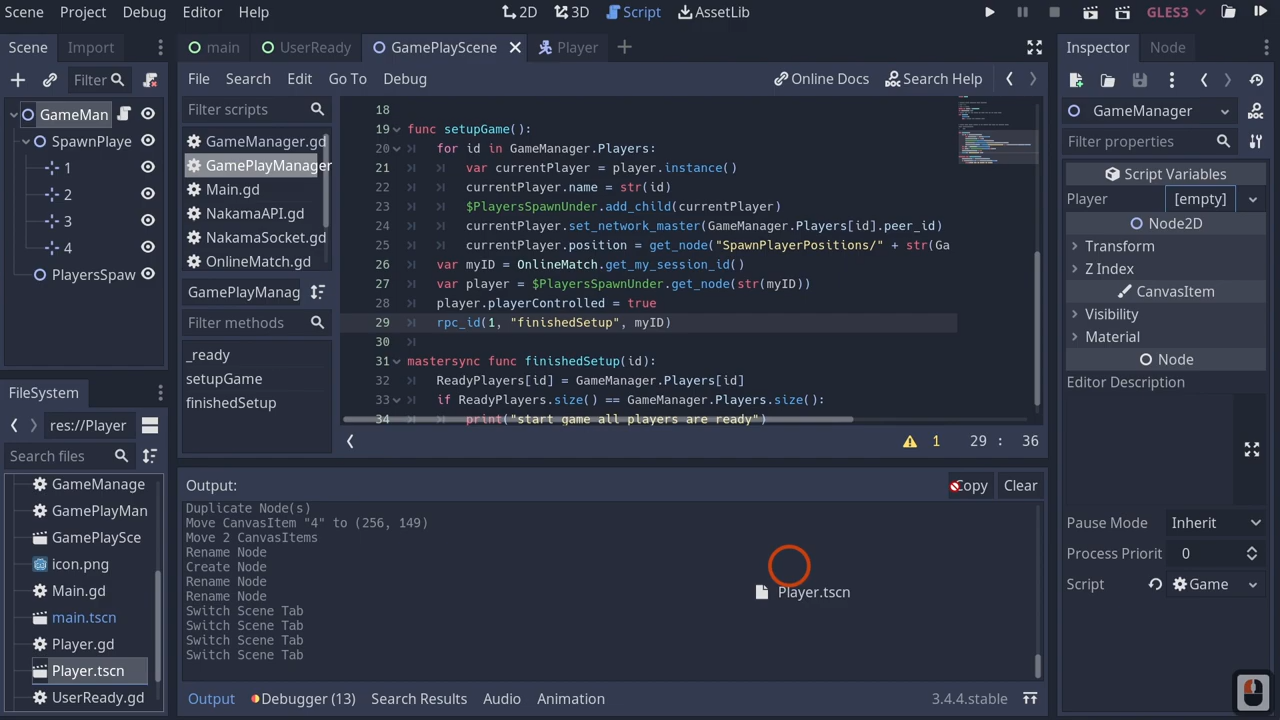 Scene Project Debug Editor Help
2D 3D Script AssetLib
GLES3
Scene Import
main UserReady GamePlayScene Player
Inspector Node
Filter
File Search Edit Go To Debug
Online Docs Search Help
GameMan
SpawnPlaye
1
2
3
4
PlayersSpaw
Filter scripts
GameManager.gd
GamePlayManager
Main.gd
NakamaAPI.gd
NakamaSocket.gd
OnlineMatch.gd
GamePlayManag
Filter methods
_ready
setupGame
finishedSetup
18
19 func setupGame():
20 for id in GameManager.Players:
21 var currentPlayer = player.instance()
22 currentPlayer.name = str(id)
23 $PlayersSpawnUnder.add_child(currentPlayer)
24 currentPlayer.set_network_master(GameManager.Players[id].peer_id)
25 currentPlayer.position = get_node("SpawnPlayerPositions/" + str(Ga
26 var myID = OnlineMatch.get_my_session_id()
27 var player = $PlayersSpawnUnder.get_node(str(myID))
28 player.playerControlled = true
29 rpc_id(1, "finishedSetup", myID)
30
31 mastersync func finishedSetup(id):
32 ReadyPlayers[id] = GameManager.Players[id]
33 if ReadyPlayers.size() == GameManager.Players.size():
34 print("start game all players are ready")
1 29 : 36
GameManager
Filter properties
Script Variables
Player [empty]
Node2D
Transform
Z Index
CanvasItem
Visibility
Material
Node
Editor Description
Pause Mode Inherit
Process Priorit 0
Script Game
FileSystem
res://Player
Search files
GameManage
GamePlayMan
GamePlaySce
icon.png
Main.gd
main.tscn
Player.gd
Player.tscn
UserReady.gd
Output:
Copy Clear
Duplicate Node(s)
Move CanvasItem "4" to (256, 149)
Move 2 CanvasItems
Rename Node
Create Node
Rename Node
Rename Node
Switch Scene Tab
Switch Scene Tab
Switch Scene Tab
Switch Scene Tab
Player.tscn
Output Debugger (13) Search Results Audio Animation
3.4.4.stable